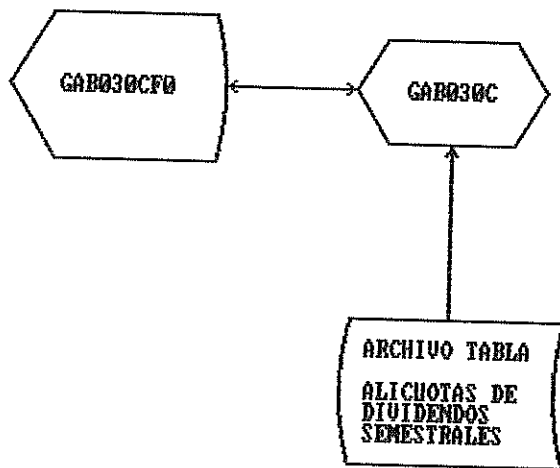 GAB030CF0
GAB030C
ARCHIVO TABLA
ALICUOTAS DE
DIVIDENDOS
SEMESTRALES